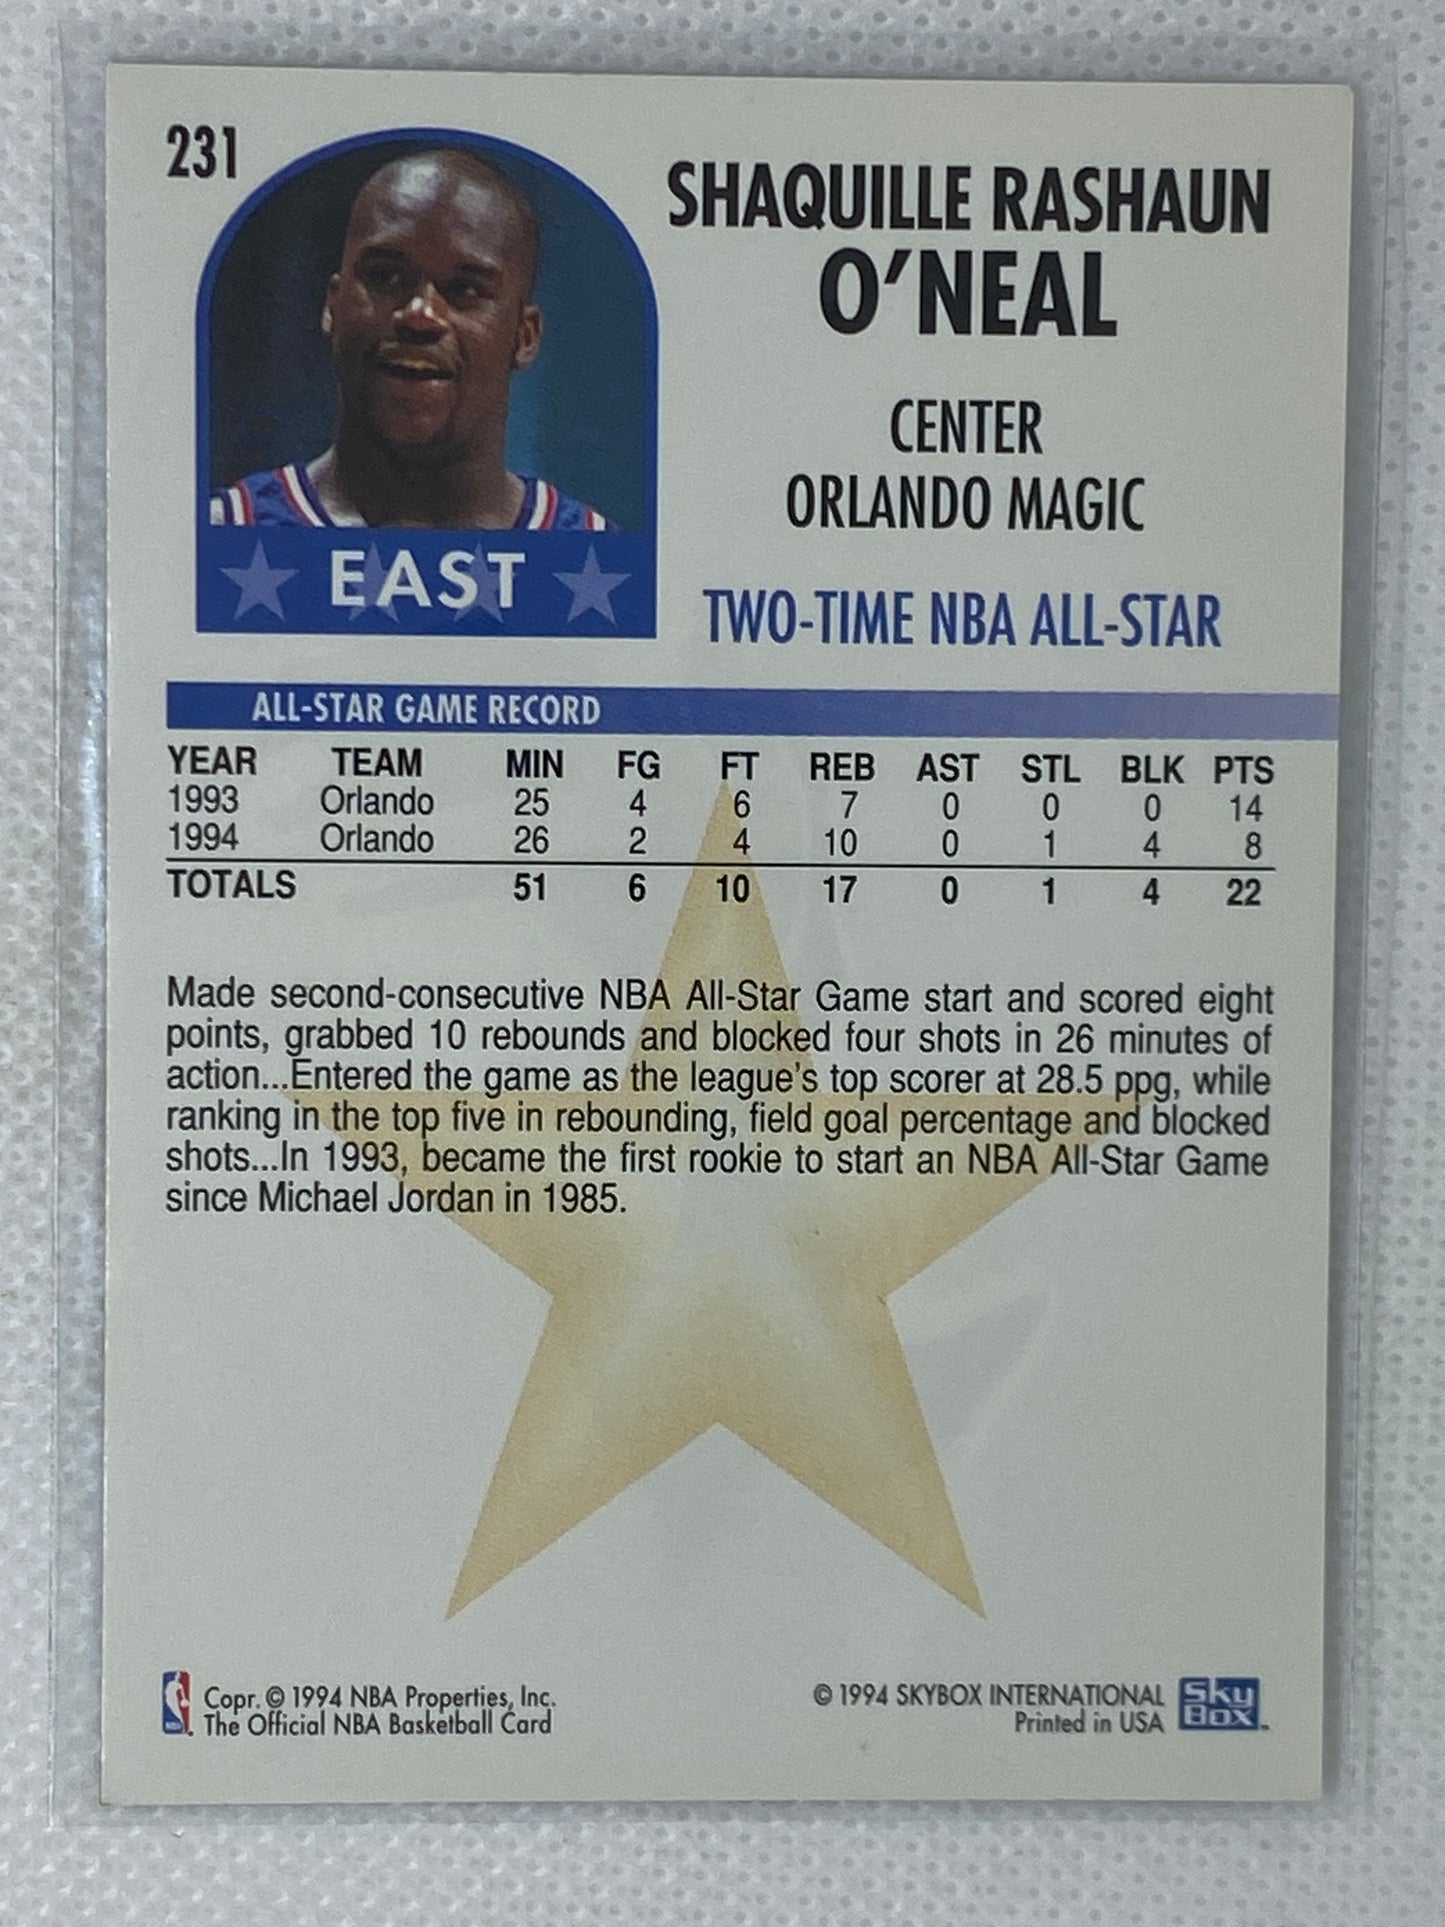 231
SHAQUILLE RASHAUN
O'NEAL
CENTER
ORLANDO MAGIC
EAST
TWO-TIME NBA ALL-STAR
ALL-STAR GAME RECORD
YEAR TEAM MIN FG FT REB AST STL BLK PTS
1993 Orlando 25 4 6 7 0 0 0 14
1994 Orlando 26 2 4 10 0 1 4 8
TOTALS 51 6 10 17 0 1 4 22
Made second-consecutive NBA All-Star Game start and scored eight
points, grabbed 10 rebounds and blocked four shots in 26 minutes of
action...Entered the game as the league's top scorer at 28.5 ppg, while
ranking in the top five in rebounding, field goal percentage and blocked
shots...In 1993, became the first rookie to start an NBA All-Star Game
since Michael Jordan in 1985.
Copr. © 1994 NBA Properties, Inc.
The Official NBA Basketball Card
NBA
© 1994 SKYBOX INTERNATIONAL
Printed in USA
SKY
BOX™